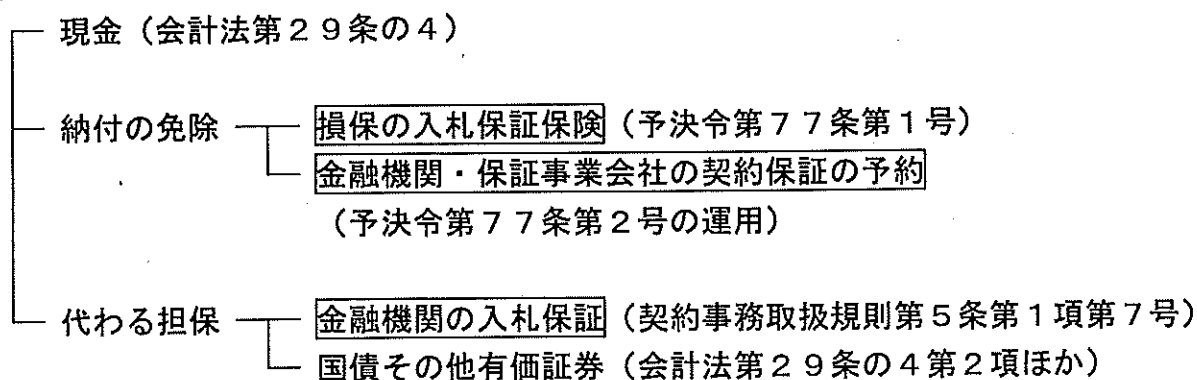 現金（会計法第２９条の４）
納付の免除 損保の入札保証保険（予決令第７７条第１号）
金融機関・保証事業会社の契約保証の予約
（予決令第７７条第２号の運用）
代わる担保 金融機関の入札保証（契約事務取扱規則第５条第１項第７号）
国債その他有価証券（会計法第２９条の４第２項ほか）